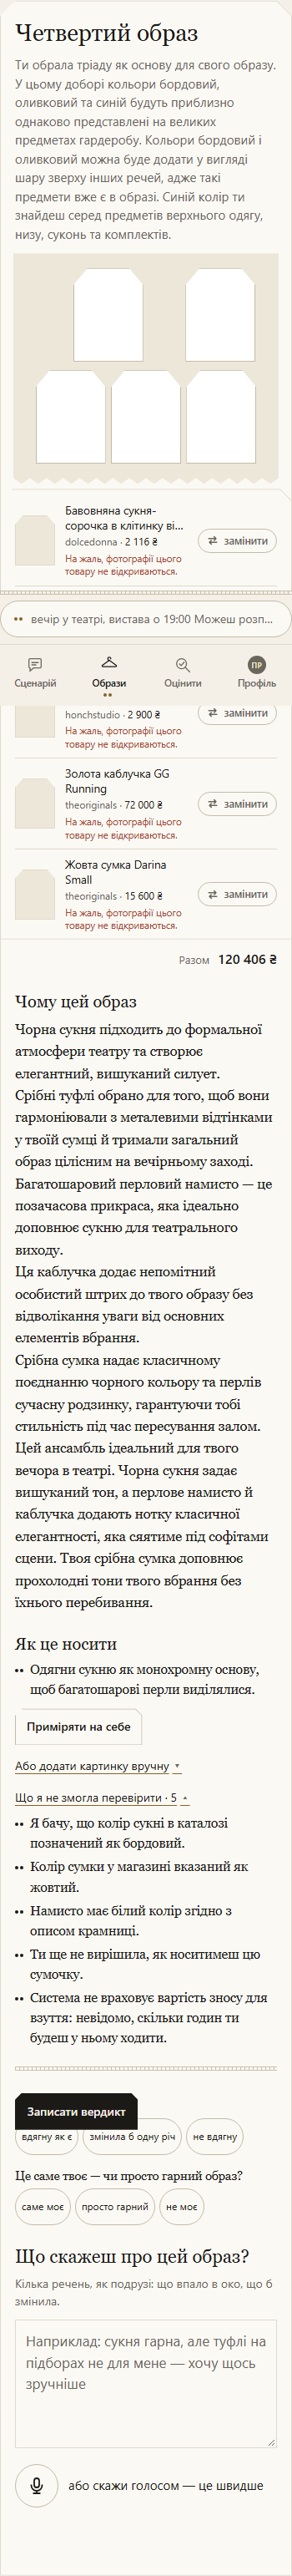 Четвертий образ
Ти обрала тріаду як основу для свого образу.
У цьому доборі кольори бордовий,
оливковий та синій будуть приблизно
однаково представлені на великих
предметах гардеробу. Кольори бордовий і
оливковий можна буде додати у вигляді
шару зверху інших речей, адже такі
предмети вже є в образі. Синій колір ти
знайдеш серед предметів верхнього одягу,
низу, суконь та комплектів.
Бавовняна сукня-
сорочка в клітинку ві...
dolcedonna · 2 116 ₴
На жаль, фотографії цього
товару не відкриваються.
замінити
вечір у театрі, вистава о 19:00 Можеш розп...
Сценарій
Образи
Оцінити
ПР
Профіль
honchstudio · 2 900 ₴
На жаль, фотографії цього
товару не відкриваються.
замінити
Золота каблучка GG
Running
theoriginals · 72 000 ₴
На жаль, фотографії цього
товару не відкриваються.
замінити
Жовта сумка Darina
Small
theoriginals · 15 600 ₴
На жаль, фотографії цього
товару не відкриваються.
замінити
Разом 120 406 ₴
Чому цей образ
Чорна сукня підходить до формальної
атмосфери театру та створює
елегантний, вишуканий силует.
Срібні туфлі обрано для того, щоб вони
гармоніювали з металевими відтінками
у твоїй сумці й тримали загальний
образ цілісним на вечірньому заході.
Багатошаровий перловий намисто — це
позачасова прикраса, яка ідеально
доповнює сукню для театрального
виходу.
Ця каблучка додає непомітний
особистий штрих до твого образу без
відволікання уваги від основних
елементів вбрання.
Срібна сумка надає класичному
поєднанню чорного кольору та перлів
сучасну родзинку, гарантуючи тобі
стильність під час пересування залом.
Цей ансамбль ідеальний для твого
вечора в театрі. Чорна сукня задає
вишуканий тон, а перлове намисто й
каблучка додають нотку класичної
елегантності, яка сяятиме під софітами
сцени. Твоя срібна сумка доповнює
прохолодні тони твого вбрання без
їхнього перебивання.
Як це носити
Одягни сукню як монохромну основу,
щоб багатошарові перли виділялися.
Приміряти на себе
Або додати картинку вручну
Що я не змогла перевірити · 5
Я бачу, що колір сукні в каталозі
позначений як бордовий.
Колір сумки у магазині вказаний як
жовтий.
Намисто має білий колір згідно з
описом крамниці.
Ти ще не вирішила, як носитимеш цю
сумочку.
Система не враховує вартість зносу для
взуття: невідомо, скільки годин ти
будеш у ньому ходити.
Записати вердикт
вдягну як є
змінила б одну річ
не вдягну
Це саме твоє — чи просто гарний образ?
саме моє
просто гарний
не моє
Що скажеш про цей образ?
Кілька речень, як подрузі: що впало в око, що б
змінила.
Наприклад: сукня гарна, але туфлі на
підборах не для мене — хочу щось
зручніше
або скажи голосом — це швидше